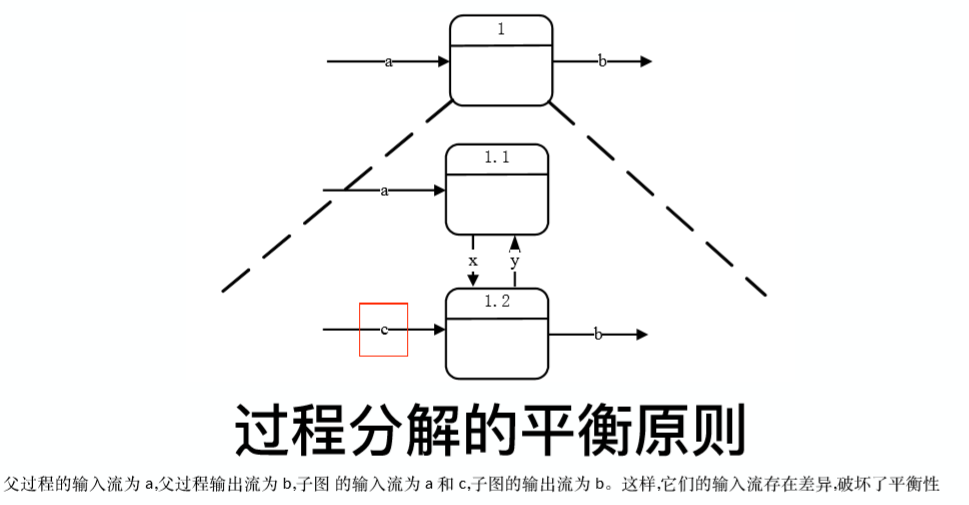 1
a
b
1.1
a
x
y
1.2
c
b
过程分解的平衡原则
父过程的输入流为 a,父过程输出流为 b,子图 的输入流为 a 和 c,子图的输出流为 b。这样,它们的输入流存在差异,破坏了平衡性